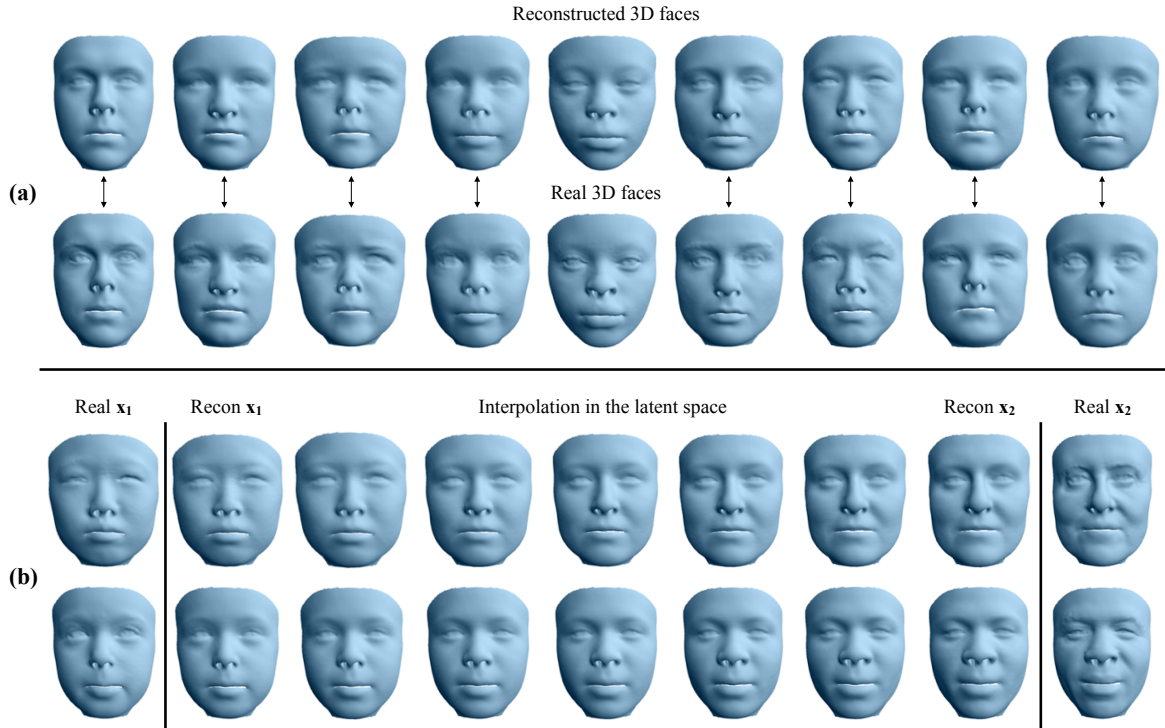 Reconstructed 3D faces
(a)
Real 3D faces
Real x₁
Recon x₁
Interpolation in the latent space
Recon x₂
Real x₂
(b)